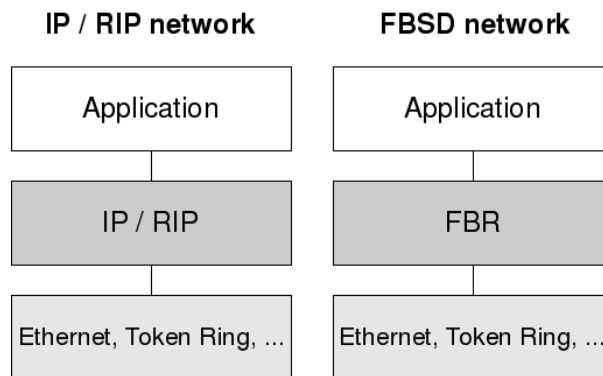 IP / RIP network
Application
IP / RIP
Ethernet, Token Ring, ...
FBSD network
Application
FBR
Ethernet, Token Ring, ...